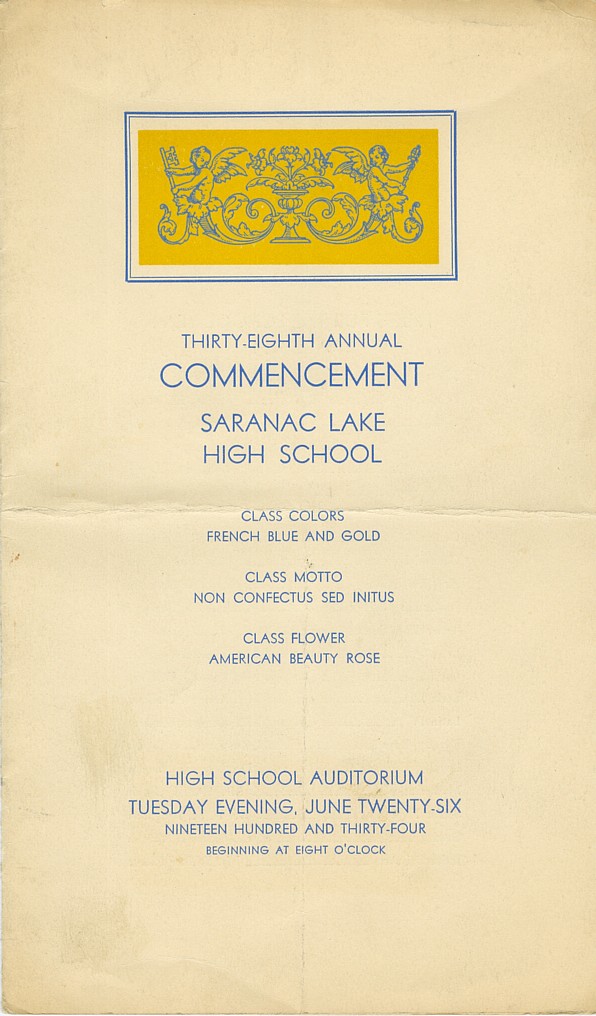 THIRTY-EIGHTH ANNUAL
COMMENCEMENT
SARANAC LAKE
HIGH SCHOOL
CLASS COLORS
FRENCH BLUE AND GOLD
CLASS MOTTO
NON CONFECTUS SED INITUS
CLASS FLOWER
AMERICAN BEAUTY ROSE
HIGH SCHOOL AUDITORIUM
TUESDAY EVENING, JUNE TWENTY-SIX
NINETEEN HUNDRED AND THIRTY-FOUR
BEGINNING AT EIGHT O'CLOCK